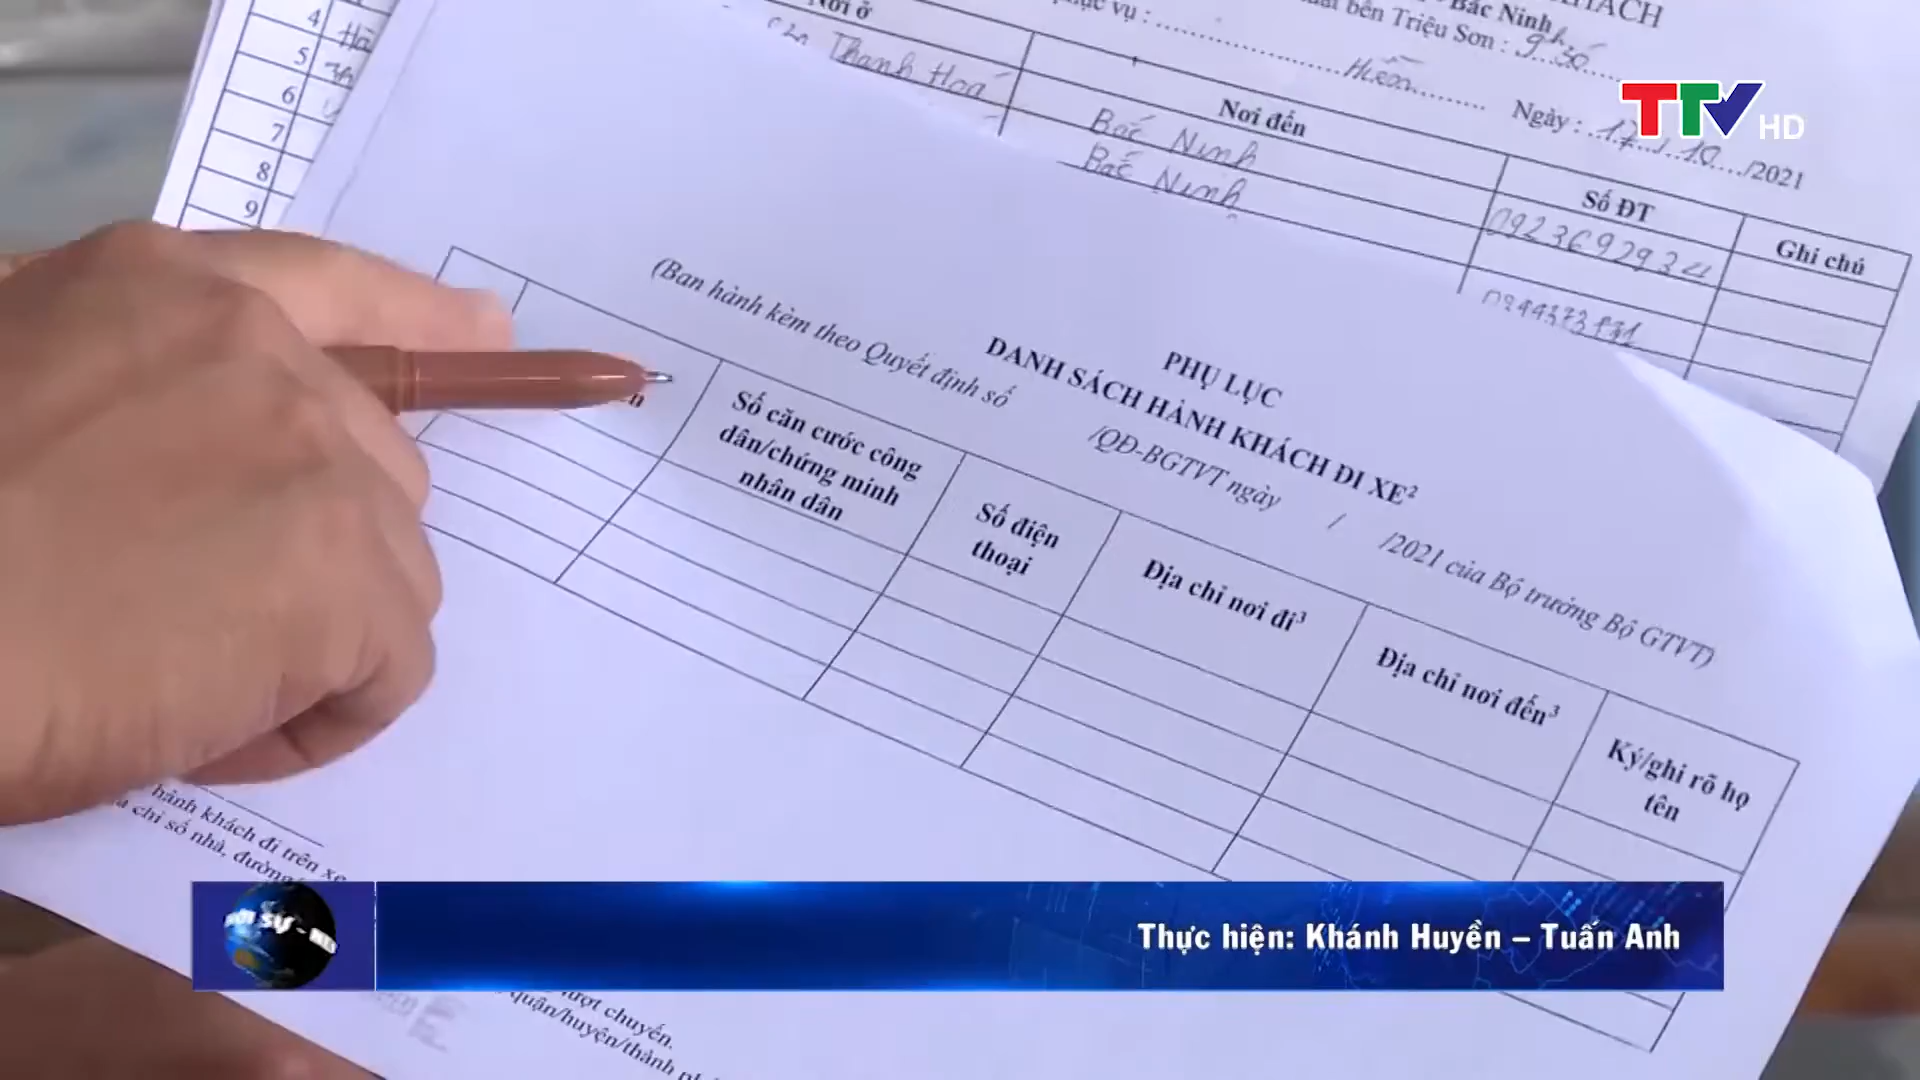 KHÁCH
Bắc Ninh
bến Triệu Sơn : 9h 30
vụ :
Hiền
Ngày : 17/10/2021
TTV HD
Nơi ở
Nơi đến
Số ĐT
Ghi chú
Thanh Hoá
Bắc Ninh
0923692934
Bắc Ninh
4
5
6
7
8
9
PHỤ LỤC
DANH SÁCH HÀNH KHÁCH ĐI XE²
(Ban hành kèm theo Quyết định số /QĐ-BGTVT ngày / /2021 của Bộ trưởng Bộ GTVT)
Số căn cước công
dân/chứng minh
nhân dân
Số điện
thoại
Địa chỉ nơi đi³
Địa chỉ nơi đến³
Ký/ghi rõ họ
tên
hành khách đi trên xe
chỉ số nhà, đường
lượt chuyến.
quận/huyện/thành
Thực hiện: Khánh Huyền – Tuấn Anh